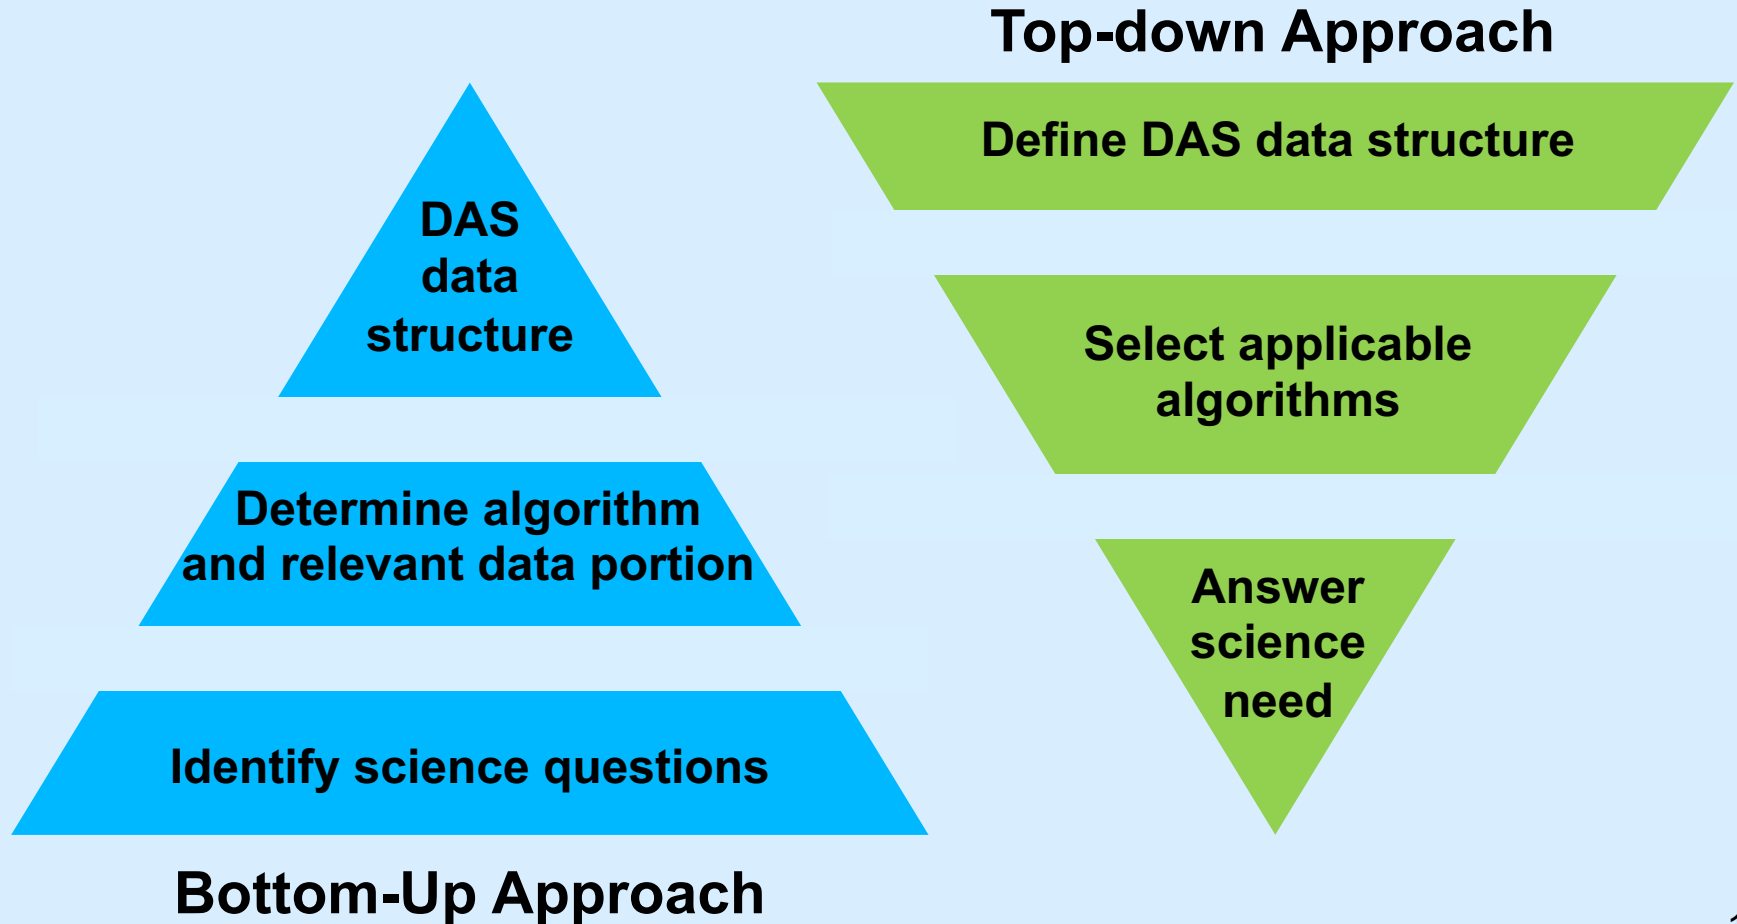 Top-down Approach
Define DAS data structure
Select applicable
algorithms
Answer
science
need
DAS
data
structure
Determine algorithm
and relevant data portion
Identify science questions
Bottom-Up Approach